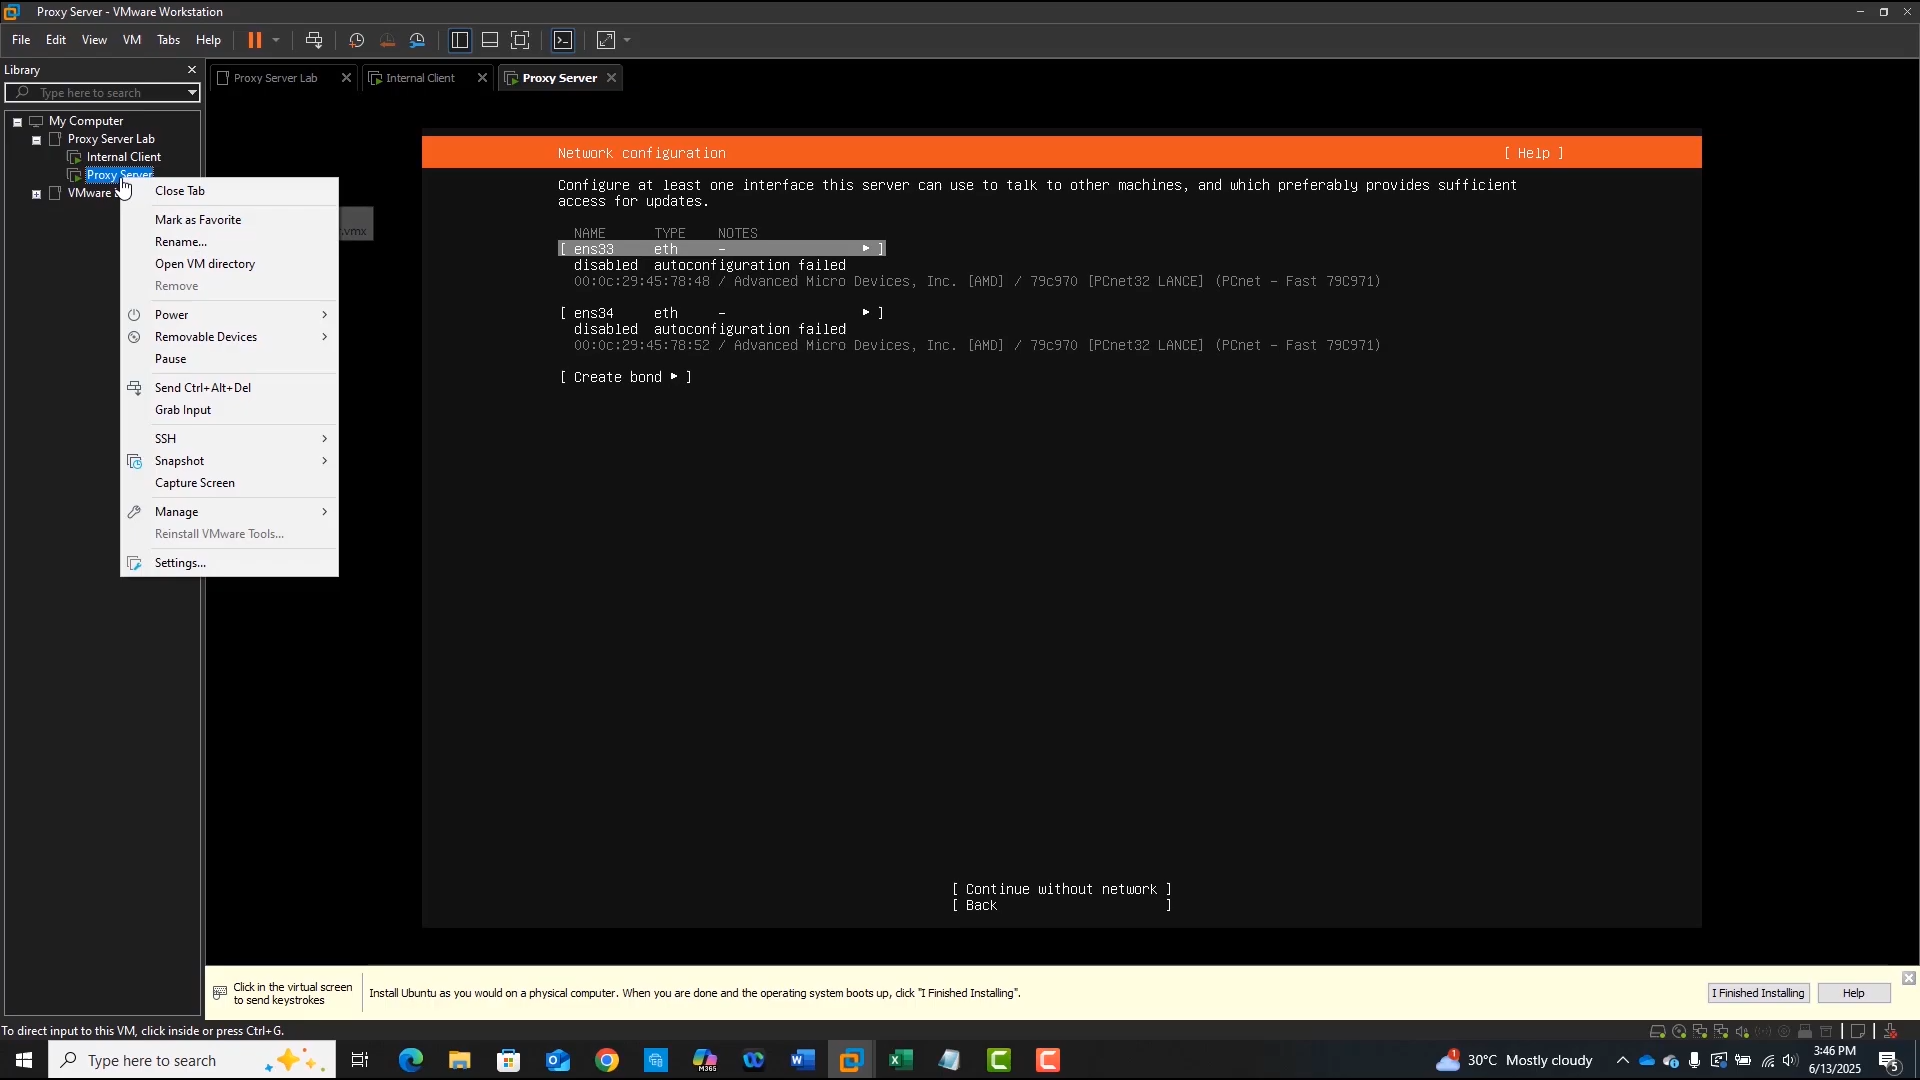 Proxy Server - VMware Workstation
File Edit View VM Tabs Help
Library
Type here to search
Proxy Server Lab
Internal Client
Proxy Server
My Computer
Proxy Server Lab
Internal Client
Proxy Server
VMware
Close Tab
Mark as Favorite
Rename...
Open VM directory
Remove
Power
Removable Devices
Pause
Send Ctrl+Alt+Del
Grab Input
SSH
Snapshot
Capture Screen
Manage
Reinstall VMware Tools...
Settings...
.vmx
Network configuration [ Help ]
Configure at least one interface this server can use to talk to other machines, and which preferably provides sufficient
access for updates.
NAME TYPE NOTES
[ ens33 eth - ▸ ]
disabled autoconfiguration failed
00:0c:29:45:78:48 / Advanced Micro Devices, Inc. [AMD] / 79c970 [PCnet32 LANCE] (PCnet - Fast 79C971)
[ ens34 eth - ▸ ]
disabled autoconfiguration failed
00:0c:29:45:78:52 / Advanced Micro Devices, Inc. [AMD] / 79c970 [PCnet32 LANCE] (PCnet - Fast 79C971)
[ Create bond ▸ ]
[ Continue without network ]
[ Back ]
Click in the virtual screen
to send keystrokes
Install Ubuntu as you would on a physical computer. When you are done and the operating system boots up, click "I Finished Installing".
I Finished Installing
Help
To direct input to this VM, click inside or press Ctrl+G.
Type here to search
M365
1
30°C Mostly cloudy
3:46 PM
6/13/2025
5